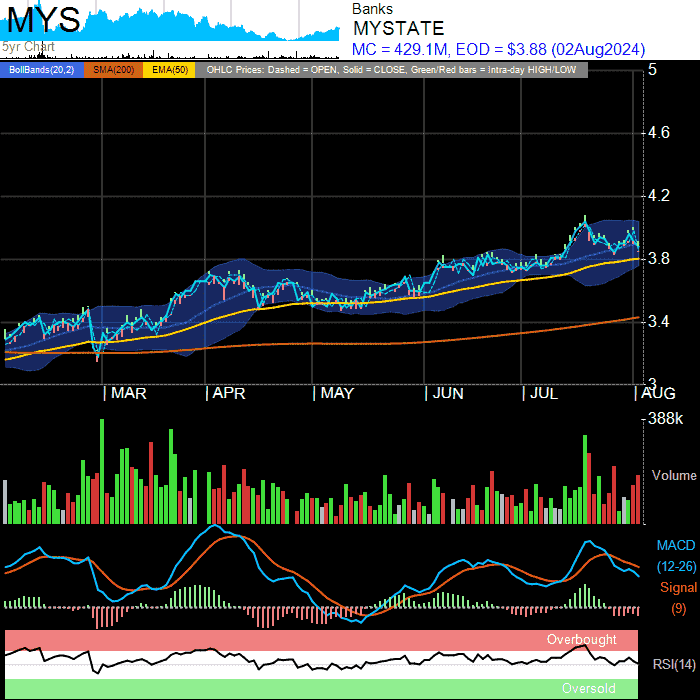 MYS
5yr Chart
Banks
MYSTATE
MC = 429.1M, EOD = $3.88 (02Aug2024)
BollBands(20,2) SMA(200) EMA(50) OHLC Prices: Dashed = OPEN, Solid = CLOSE, Green/Red bars = Intra-day HIGH/LOW
5
4.6
4.2
3.8
3.4
3
MAR APR MAY JUN JUL AUG
388k
Volume
MACD
(12-26)
Signal
(9)
Overbought
RSI(14)
Oversold